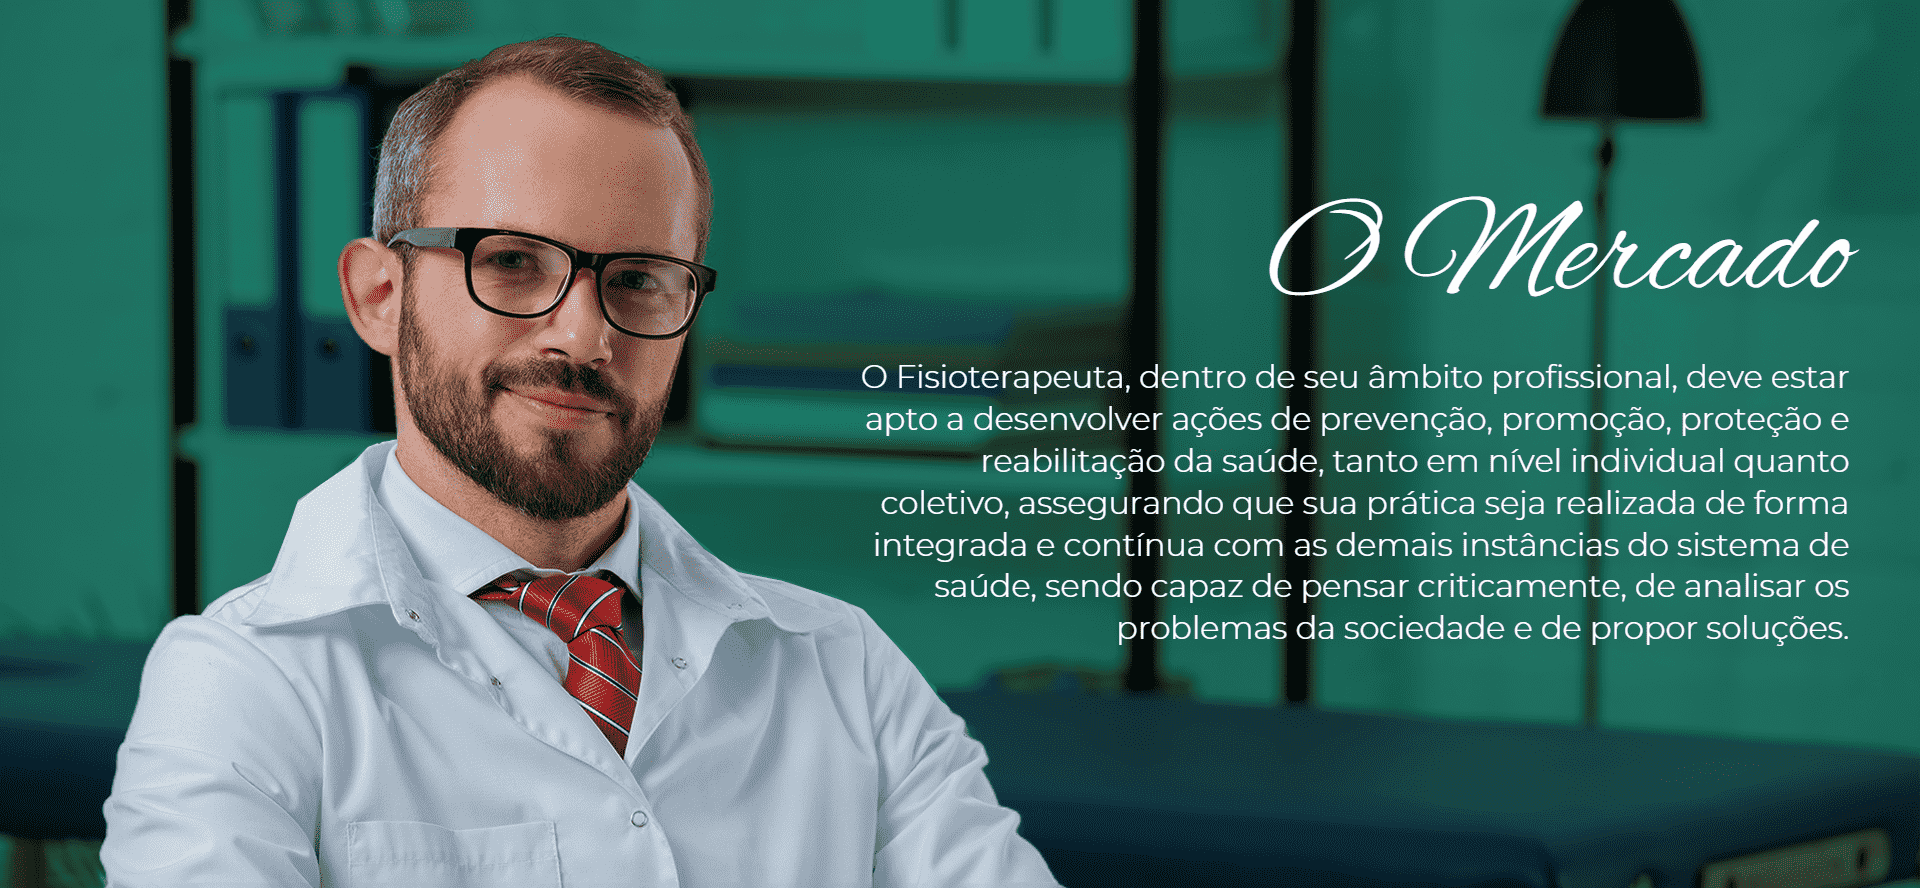 O Mercado
O Fisioterapeuta, dentro de seu âmbito profissional, deve estar
apto a desenvolver ações de prevenção, promoção, proteção e
reabilitação da saúde, tanto em nível individual quanto
coletivo, assegurando que sua prática seja realizada de forma
integrada e contínua com as demais instâncias do sistema de
saúde, sendo capaz de pensar criticamente, de analisar os
problemas da sociedade e de propor soluções.